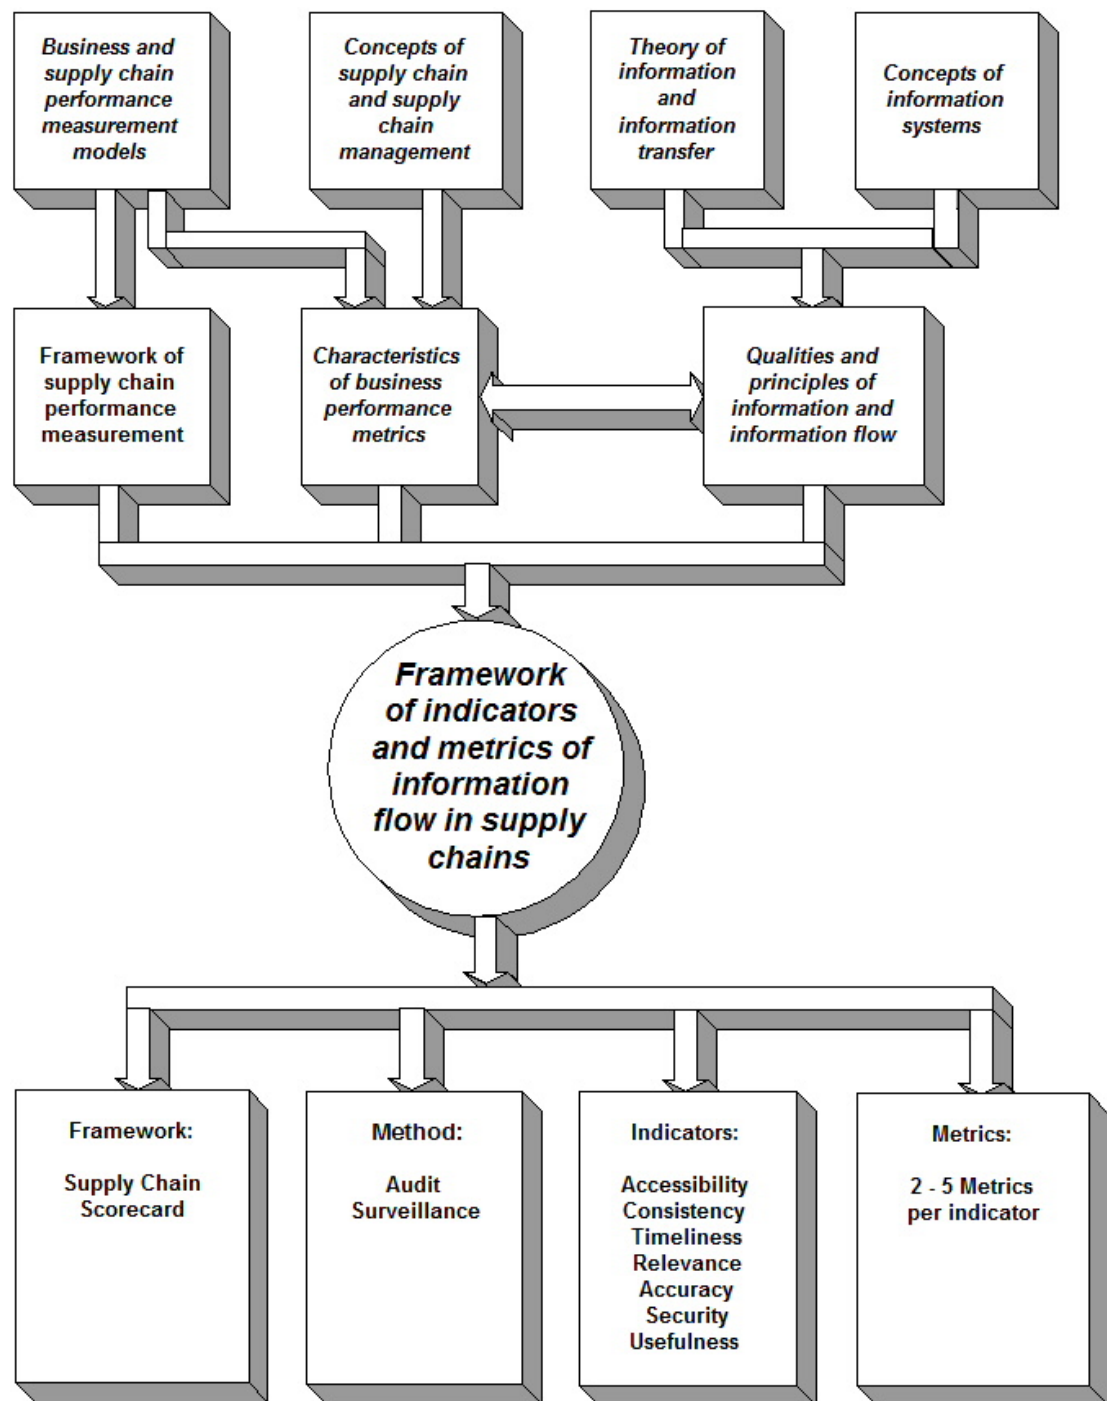 Business and
supply chain
performance
measurement
models
Concepts of
supply chain
and supply
chain
management
Theory of
information
and
information
transfer
Concepts of
information
systems
Framework of
supply chain
performance
measurement
Characteristics
of business
performance
metrics
Qualities and
principles of
information and
information flow
Framework
of indicators
and metrics of
information
flow in supply
chains
Framework:
Supply Chain
Scorecard
Method:
Audit
Surveillance
Indicators:
Accessibility
Consistency
Timeliness
Relevance
Accuracy
Security
Usefulness
Metrics:
2 - 5 Metrics
per indicator